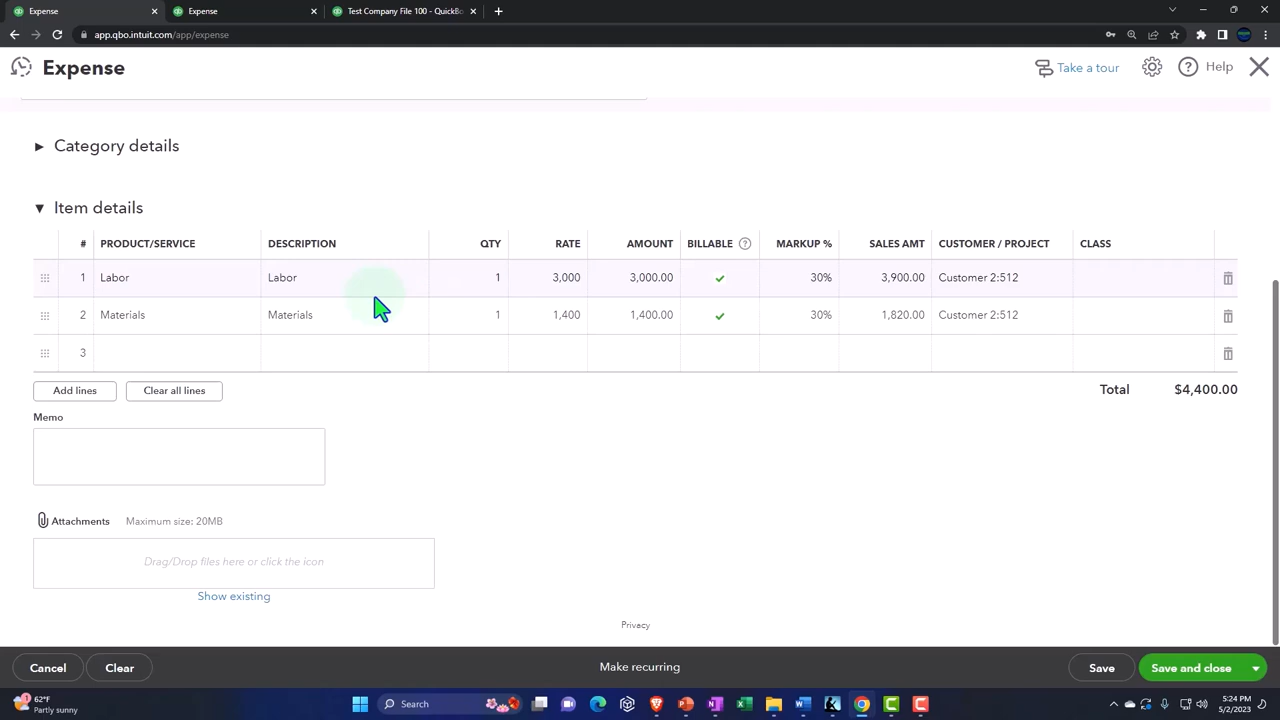 Expense
Expense
Test Company File 100 - QuickBo
app.qbo.intuit.com/app/expense
Expense
Take a tour
Help
Category details
Item details
# PRODUCT/SERVICE DESCRIPTION QTY RATE AMOUNT BILLABLE MARKUP % SALES AMT CUSTOMER / PROJECT CLASS
1 Labor Labor 1 3,000 3,000.00 30% 3,900.00 Customer 2:512
2 Materials Materials 1 1,400 1,400.00 30% 1,820.00 Customer 2:512
3
Add lines Clear all lines Total $4,400.00
Memo
Attachments Maximum size: 20MB
Drag/Drop files here or click the icon
Show existing
Privacy
Cancel Clear Make recurring Save Save and close
1 62°F
Partly sunny
Search
5:24 PM
5/2/2023